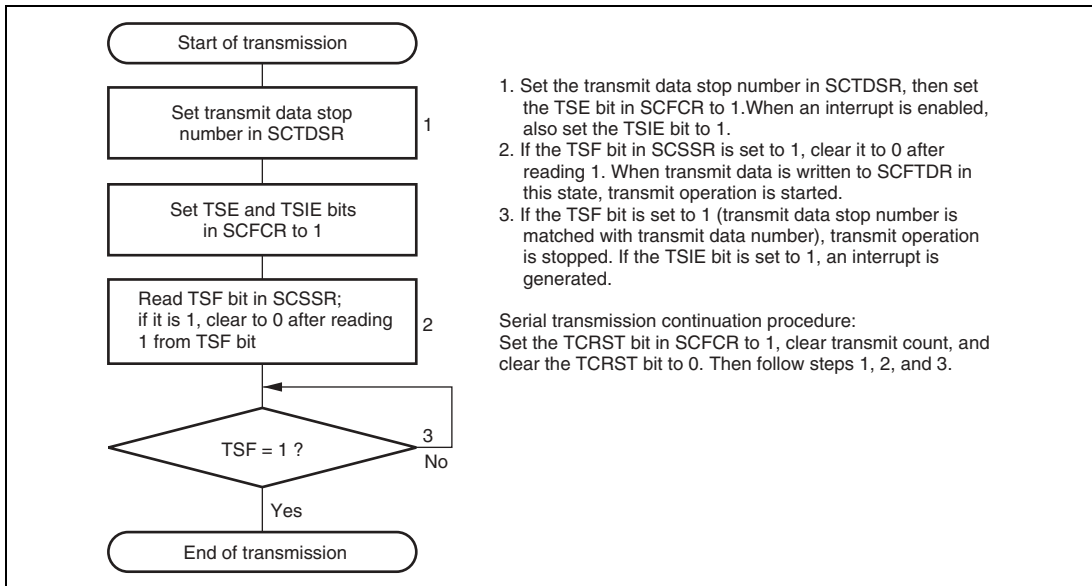 Start of transmission
Set transmit data stop
number in SCTDSR
1
Set TSE and TSIE bits
in SCFCR to 1
Read TSF bit in SCSSR;
if it is 1, clear to 0 after reading
1 from TSF bit
2
TSF = 1 ?
3
No
Yes
End of transmission
1. Set the transmit data stop number in SCTDSR, then set
the TSE bit in SCFCR to 1.When an interrupt is enabled,
also set the TSIE bit to 1.
2. If the TSF bit in SCSSR is set to 1, clear it to 0 after
reading 1. When transmit data is written to SCFTDR in
this state, transmit operation is started.
3. If the TSF bit is set to 1 (transmit data stop number is
matched with transmit data number), transmit operation
is stopped. If the TSIE bit is set to 1, an interrupt is
generated.
Serial transmission continuation procedure:
Set the TCRST bit in SCFCR to 1, clear transmit count, and
clear the TCRST bit to 0. Then follow steps 1, 2, and 3.